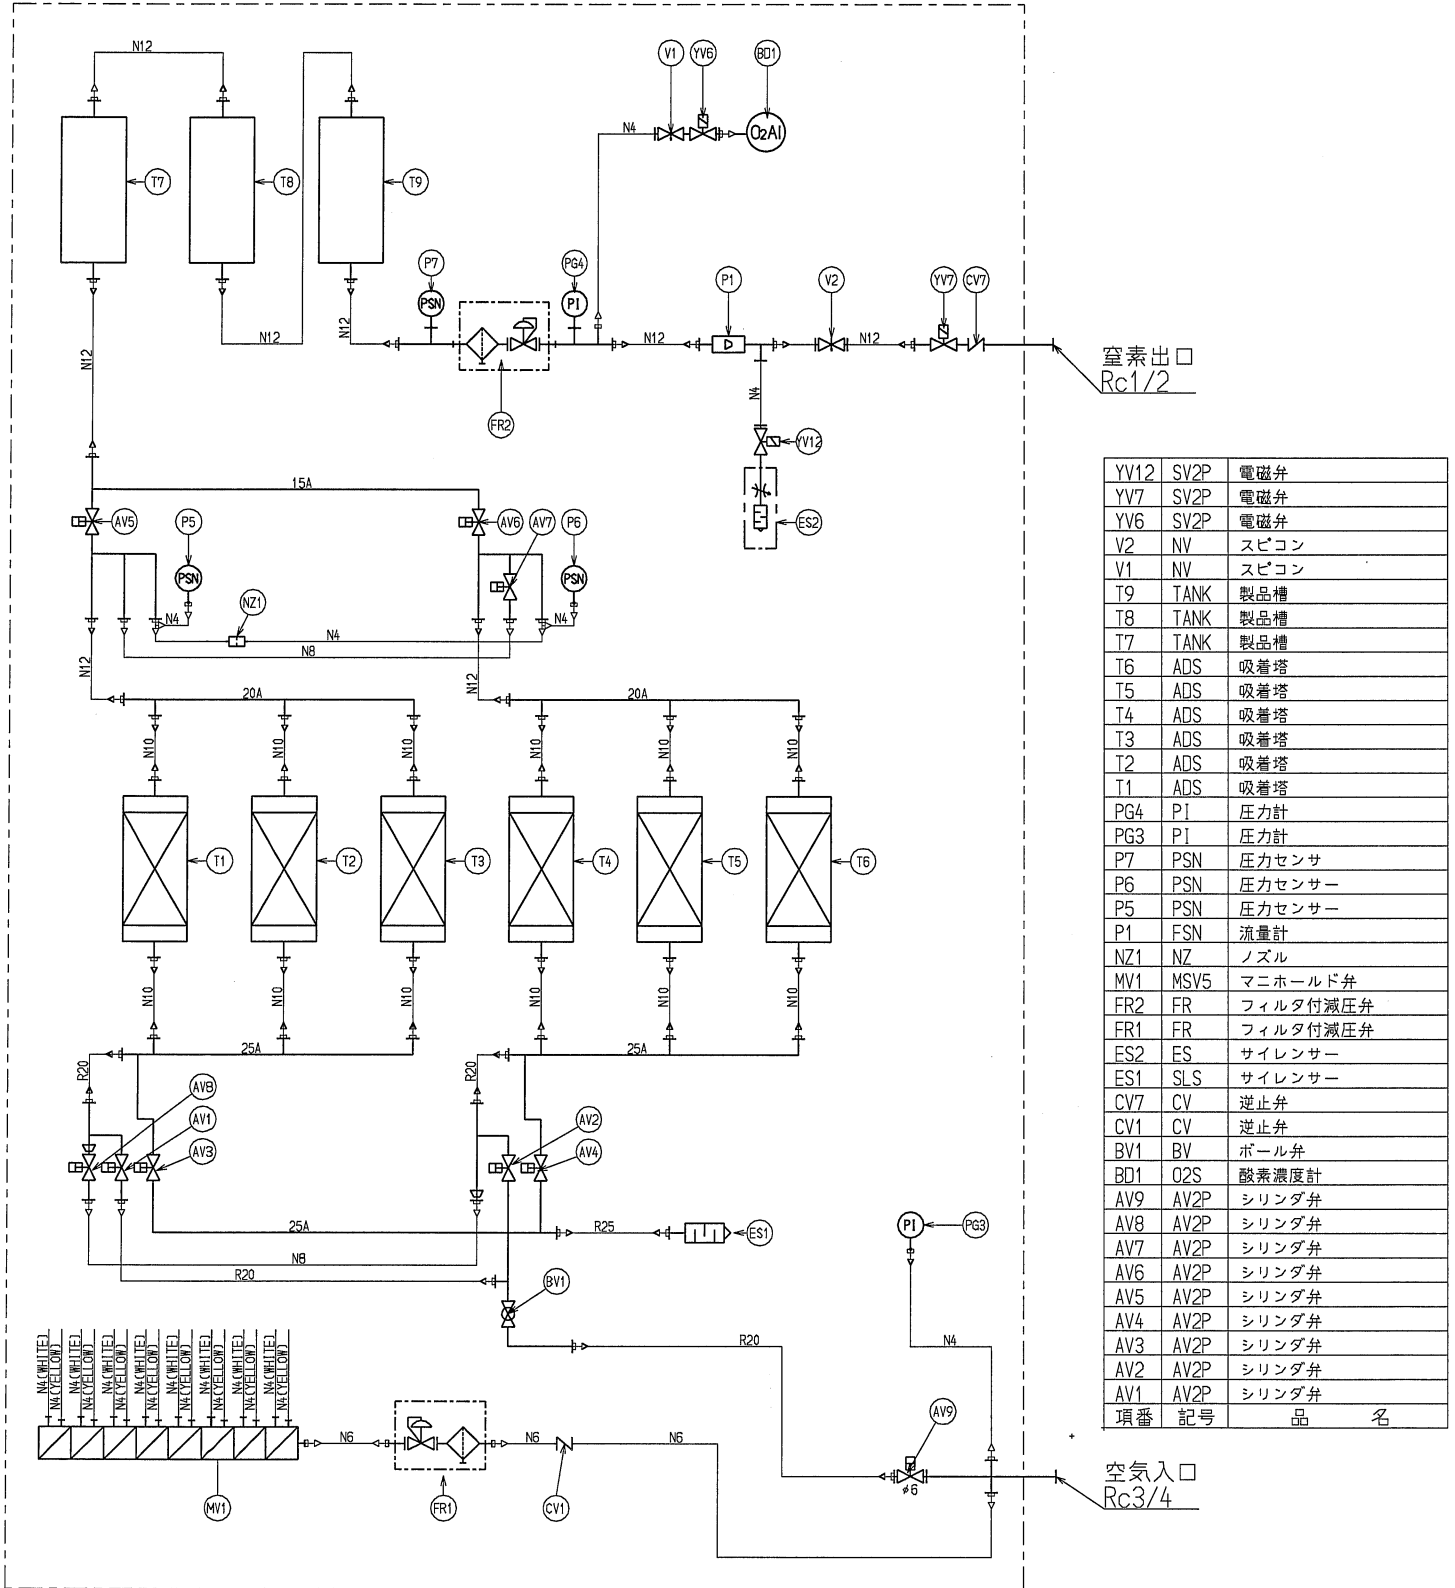 N12
V1 YV6 BD1
N4 O2AI
T7 T8 T9
P7 PG4 P1 V2 YV7 CV7
PSN PI
N12 N12 N12 N12 N12
窒素出口
Rc1/2
FR2
N4
YV12
ES2
15A
AV5 P5 AV6 AV7 P6
PSN PSN
NZ1
N4 N4 N4
N8
N12 N12
20A 20A
N10 N10 N10 N10 N10 N10
T1 T2 T3 T4 T5 T6
N10 N10 N10 N10 N10 N10
25A 25A
R20 R20
AV8
AV1 AV2
AV3 AV4
25A R25 ES1
PI PG3
N8
R20
BV1
R20 N4
N4(WHITE) N4(YELLOW) N4(WHITE) N4(YELLOW) N4(WHITE) N4(YELLOW) N4(WHITE) N4(YELLOW) N4(WHITE) N4(YELLOW) N4(WHITE) N4(YELLOW) N4(WHITE) N4(YELLOW) N4(WHITE) N4(YELLOW)
N6 N6 N6
AV9
φ6
MV1 FR1 CV1
空気入口
Rc3/4
YV12 SV2P 電磁弁
YV7 SV2P 電磁弁
YV6 SV2P 電磁弁
V2 NV スピコン
V1 NV スピコン
T9 TANK 製品槽
T8 TANK 製品槽
T7 TANK 製品槽
T6 ADS 吸着塔
T5 ADS 吸着塔
T4 ADS 吸着塔
T3 ADS 吸着塔
T2 ADS 吸着塔
T1 ADS 吸着塔
PG4 PI 圧力計
PG3 PI 圧力計
P7 PSN 圧力センサ
P6 PSN 圧力センサー
P5 PSN 圧力センサー
P1 FSN 流量計
NZ1 NZ ノズル
MV1 MSV5 マニホールド弁
FR2 FR フィルタ付減圧弁
FR1 FR フィルタ付減圧弁
ES2 ES サイレンサー
ES1 SLS サイレンサー
CV7 CV 逆止弁
CV1 CV 逆止弁
BV1 BV ボール弁
BD1 O2S 酸素濃度計
AV9 AV2P シリンダ弁
AV8 AV2P シリンダ弁
AV7 AV2P シリンダ弁
AV6 AV2P シリンダ弁
AV5 AV2P シリンダ弁
AV4 AV2P シリンダ弁
AV3 AV2P シリンダ弁
AV2 AV2P シリンダ弁
AV1 AV2P シリンダ弁
項番 記号 品 名